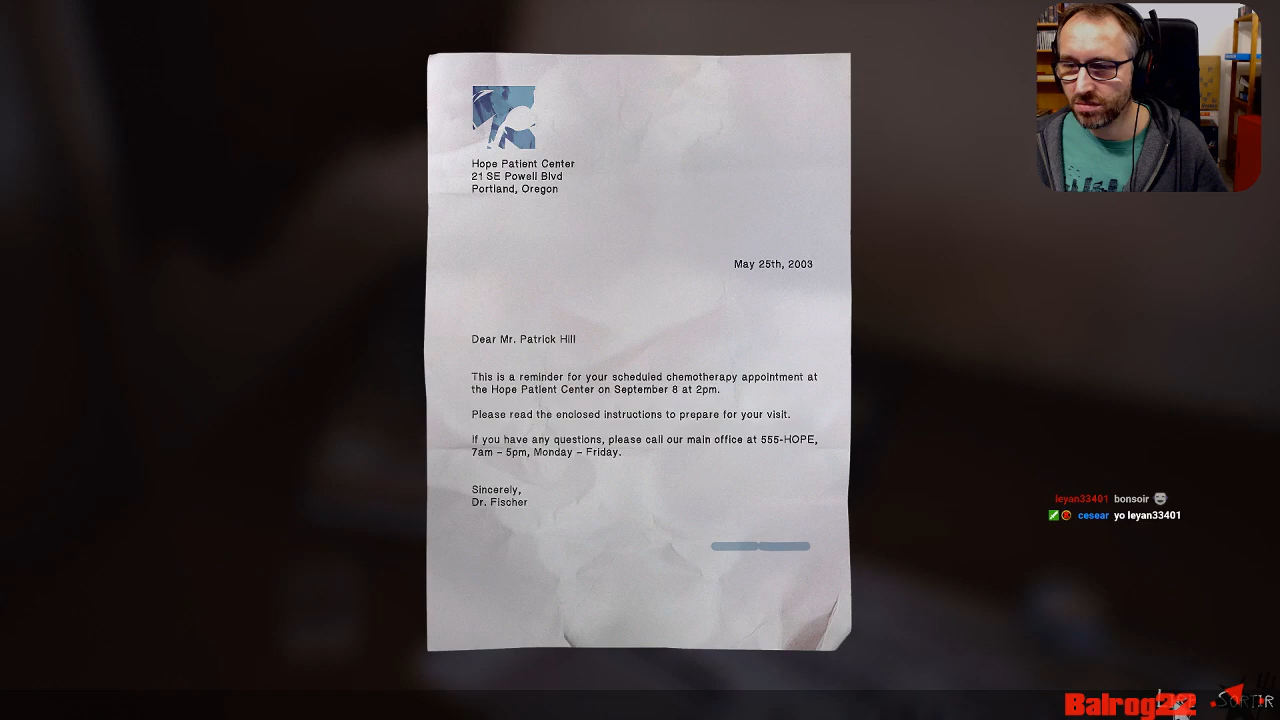 Hope Patient Center
21 SE Powell Blvd
Portland, Oregon
May 25th, 2003
Dear Mr. Patrick Hill
This is a reminder for your scheduled chemotherapy appointment at
the Hope Patient Center on September 8 at 2pm.
Please read the enclosed instructions to prepare for your visit.
If you have any questions, please call our main office at 555-HOPE,
7am – 5pm, Monday – Friday.
Sincerely,
Dr. Fischer
leyan33401 bonsoir
cesear yo leyan33401
Balrog22
Sortir